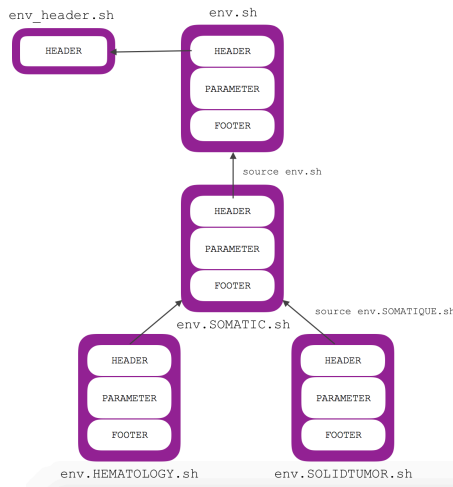 env.sh
env_header.sh
HEADER
HEADER
PARAMETER
FOOTER
source env.sh
HEADER
PARAMETER
FOOTER
source env.SOMATIQUE.sh
env.SOMATIC.sh
HEADER
PARAMETER
FOOTER
HEADER
PARAMETER
FOOTER
env.HEMATOLOGY.sh
env.SOLIDTUMOR.sh